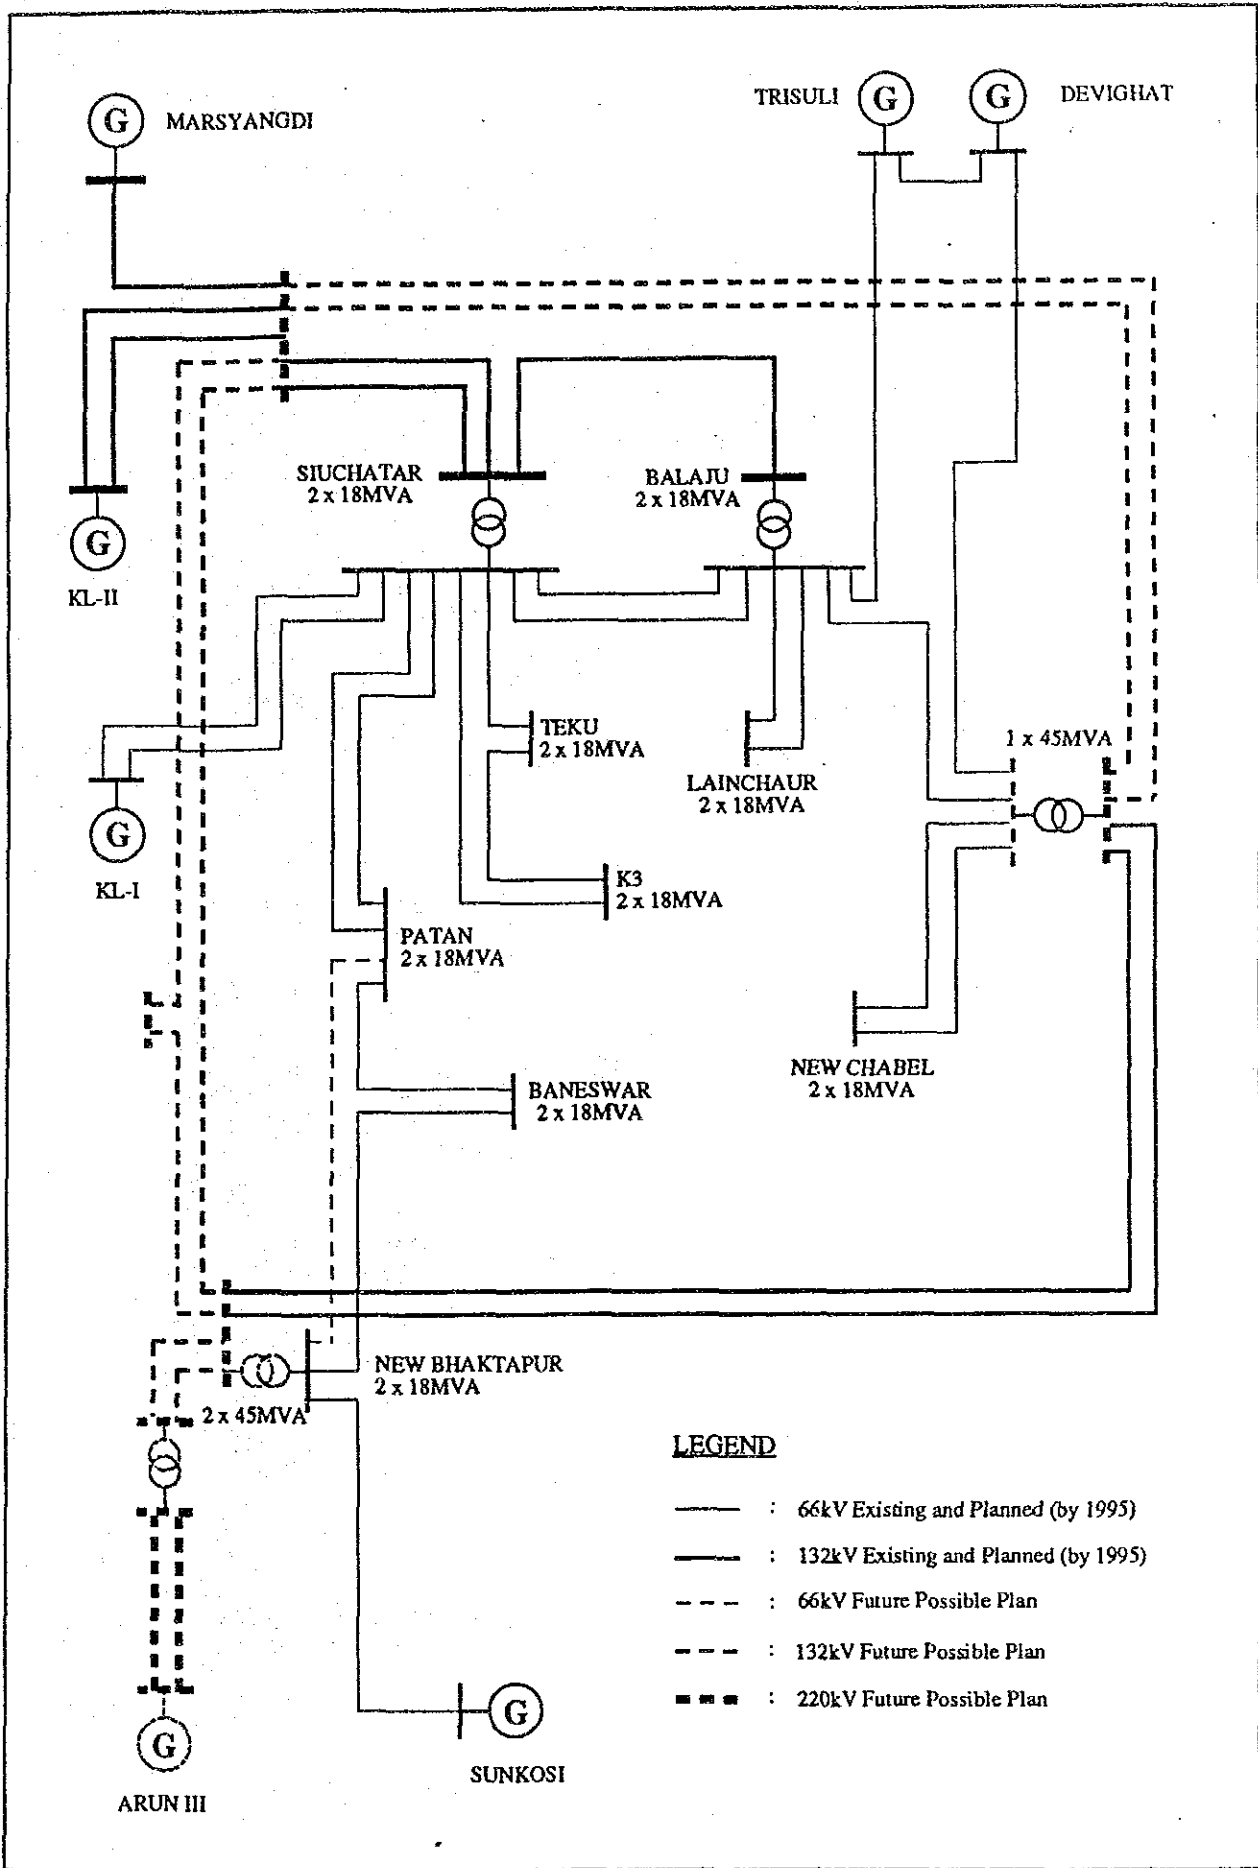 G MARSYANGDI
TRISULI G G DEVIGHAT
SIUCHATAR
2 x 18MVA
BALAJU
2 x 18MVA
G
KL-II
TEKU
2 x 18MVA
LAINCHAUR
2 x 18MVA
1 x 45MVA
G
KL-I
K3
2 x 18MVA
PATAN
2 x 18MVA
NEW CHABEL
2 x 18MVA
BANESWAR
2 x 18MVA
NEW BHAKTAPUR
2 x 18MVA
2 x 45MVA
LEGEND
: 66kV Existing and Planned (by 1995)
: 132kV Existing and Planned (by 1995)
: 66kV Future Possible Plan
: 132kV Future Possible Plan
: 220kV Future Possible Plan
G
SUNKOSI
G
ARUN III